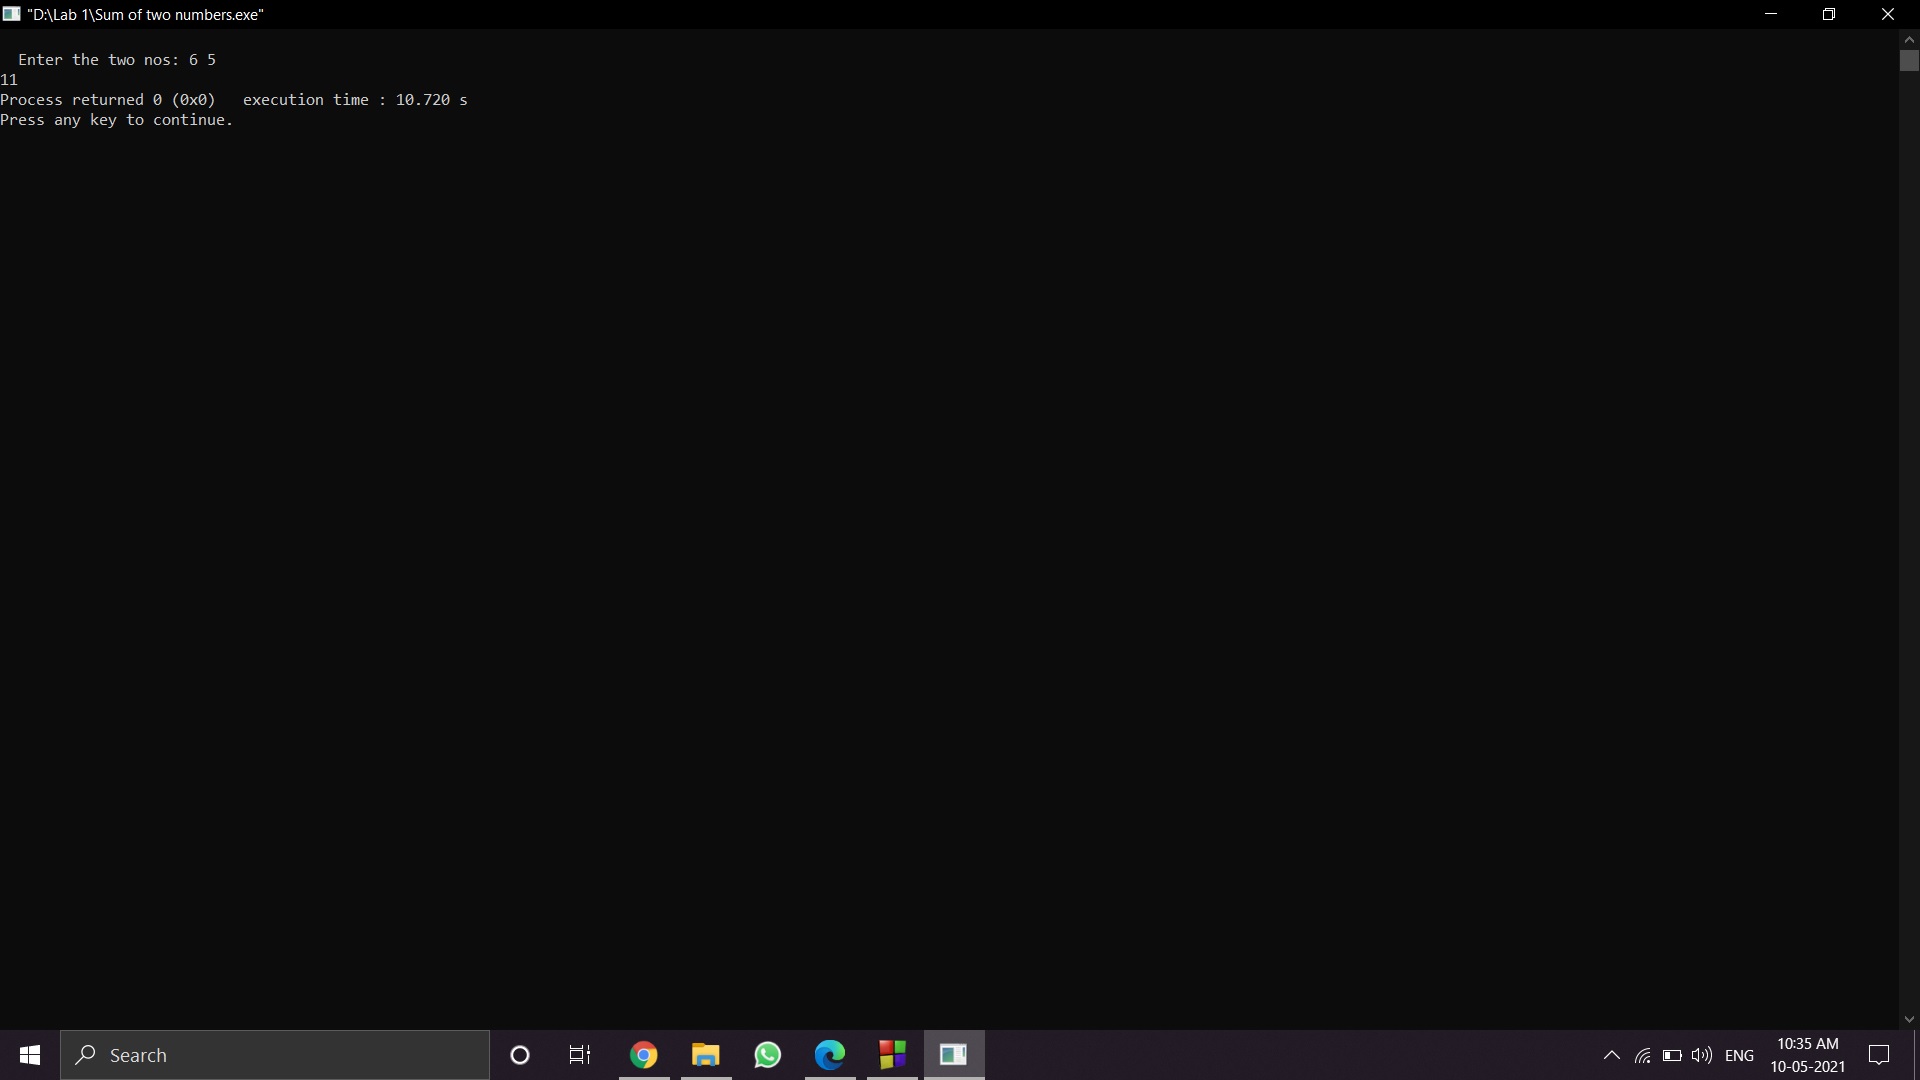 "D:\Lab 1\Sum of two numbers.exe"
Enter the two nos: 6 5
11
Process returned 0 (0x0)   execution time : 10.720 s
Press any key to continue.
Search
ENG
10:35 AM
10-05-2021